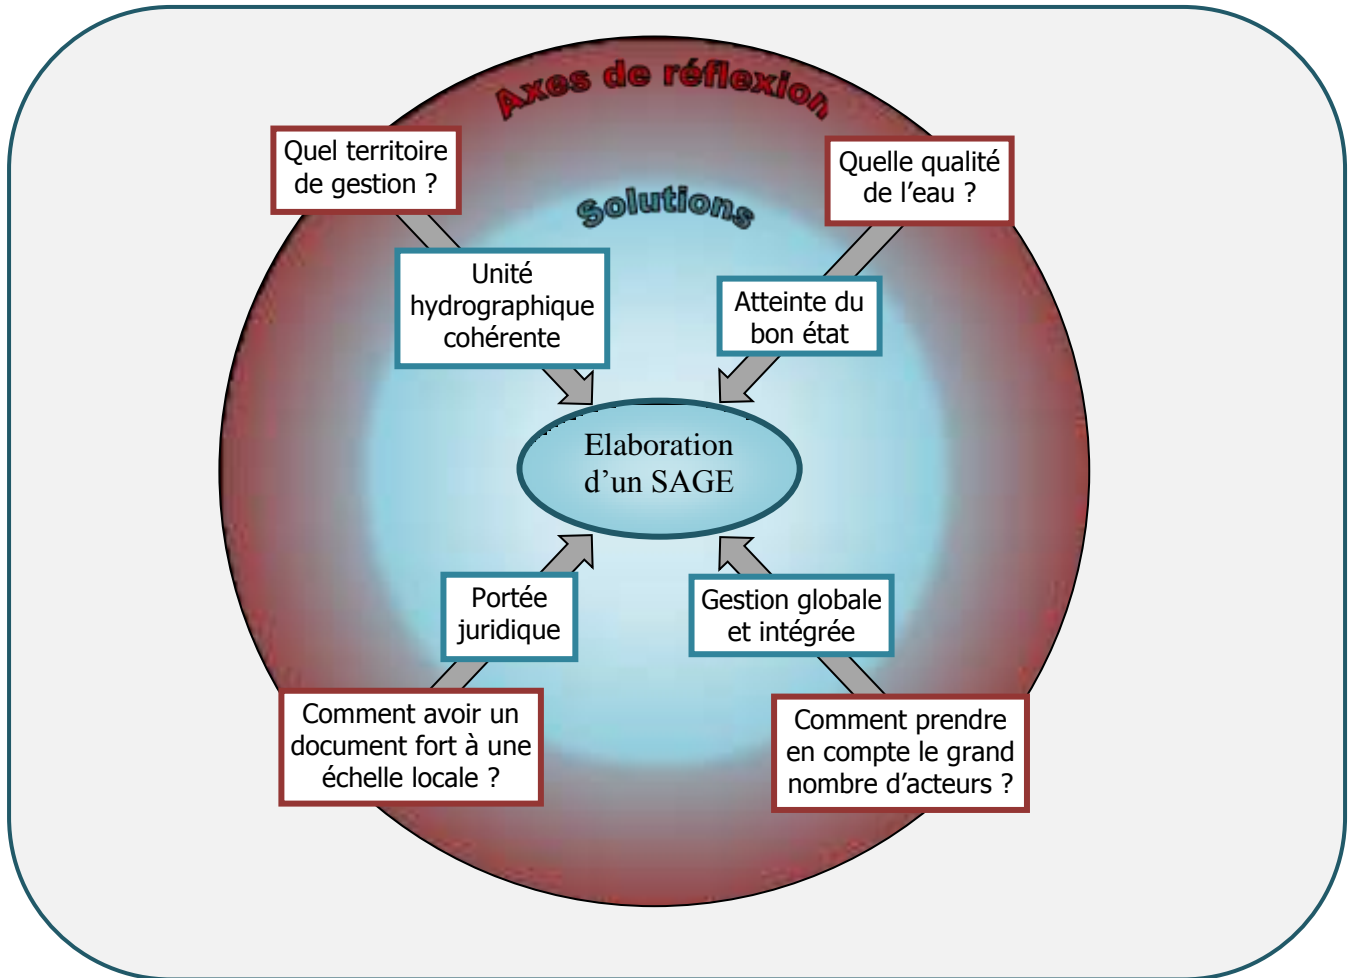 Axes de réflexion
Quel territoire
de gestion ?
Quelle qualité
de l'eau ?
Solutions
Unité
hydrographique
cohérente
Atteinte du
bon état
Elaboration
d'un SAGE
Portée
juridique
Gestion globale
et intégrée
Comment avoir un
document fort à une
échelle locale ?
Comment prendre
en compte le grand
nombre d'acteurs ?